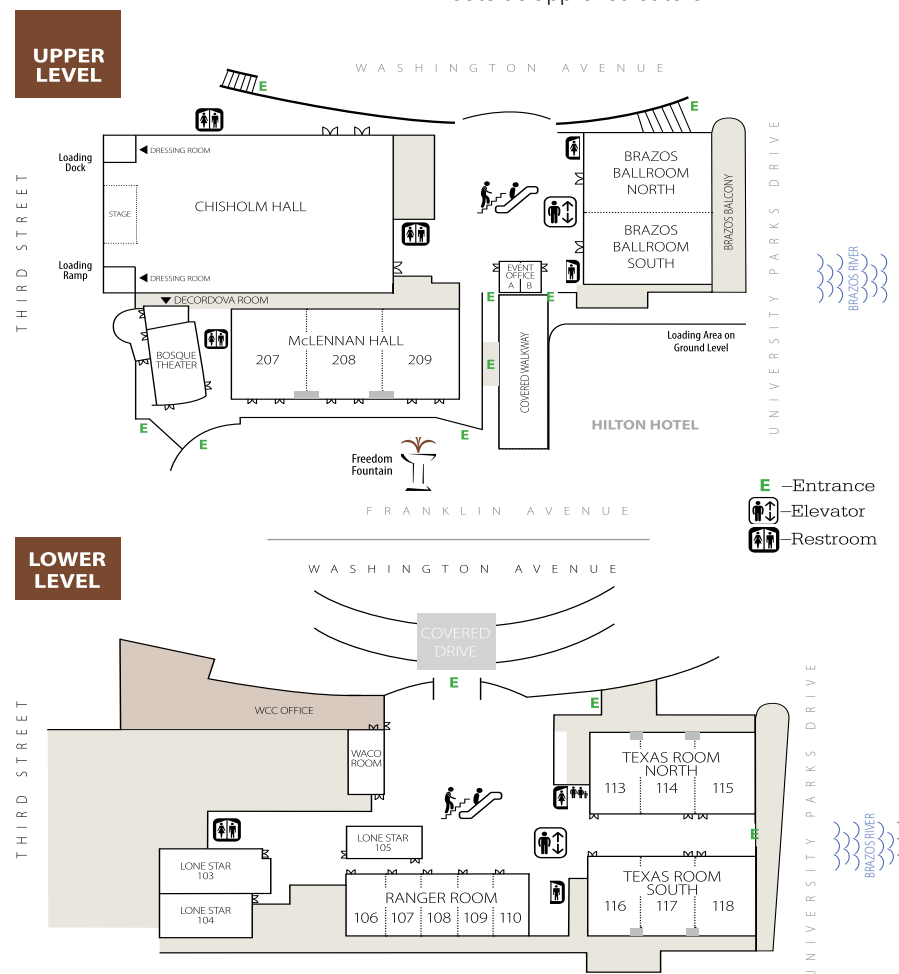 UPPER
LEVEL
WASHINGTON AVENUE
E
E
Loading
Dock
DRESSING ROOM
BRAZOS
BALLROOM
NORTH
THIRD STREET
STAGE
CHISHOLM HALL
BRAZOS BALCONY
UNIVERSITY PARKS DRIVE
BRAZOS
BALLROOM
SOUTH
BRAZOS RIVER
Loading
Ramp
DRESSING ROOM
EVENT
OFFICE
A B
E
E
DECORDOVA ROOM
BOSQUE
THEATER
McLENNAN HALL
207 208 209
E
COVERED WALKWAY
Loading Area on
Ground Level
HILTON HOTEL
E
E
E
Freedom
Fountain
FRANKLIN AVENUE
E –Entrance
–Elevator
–Restroom
LOWER
LEVEL
WASHINGTON AVENUE
COVERED
DRIVE
E
E
WCC OFFICE
THIRD STREET
WACO
ROOM
TEXAS ROOM
NORTH
113 114 115
UNIVERSITY PARKS DRIVE
E
BRAZOS RIVER
LONE STAR
105
LONE STAR
103
LONE STAR
104
RANGER ROOM
106 107 108 109 110
TEXAS ROOM
SOUTH
116 117 118